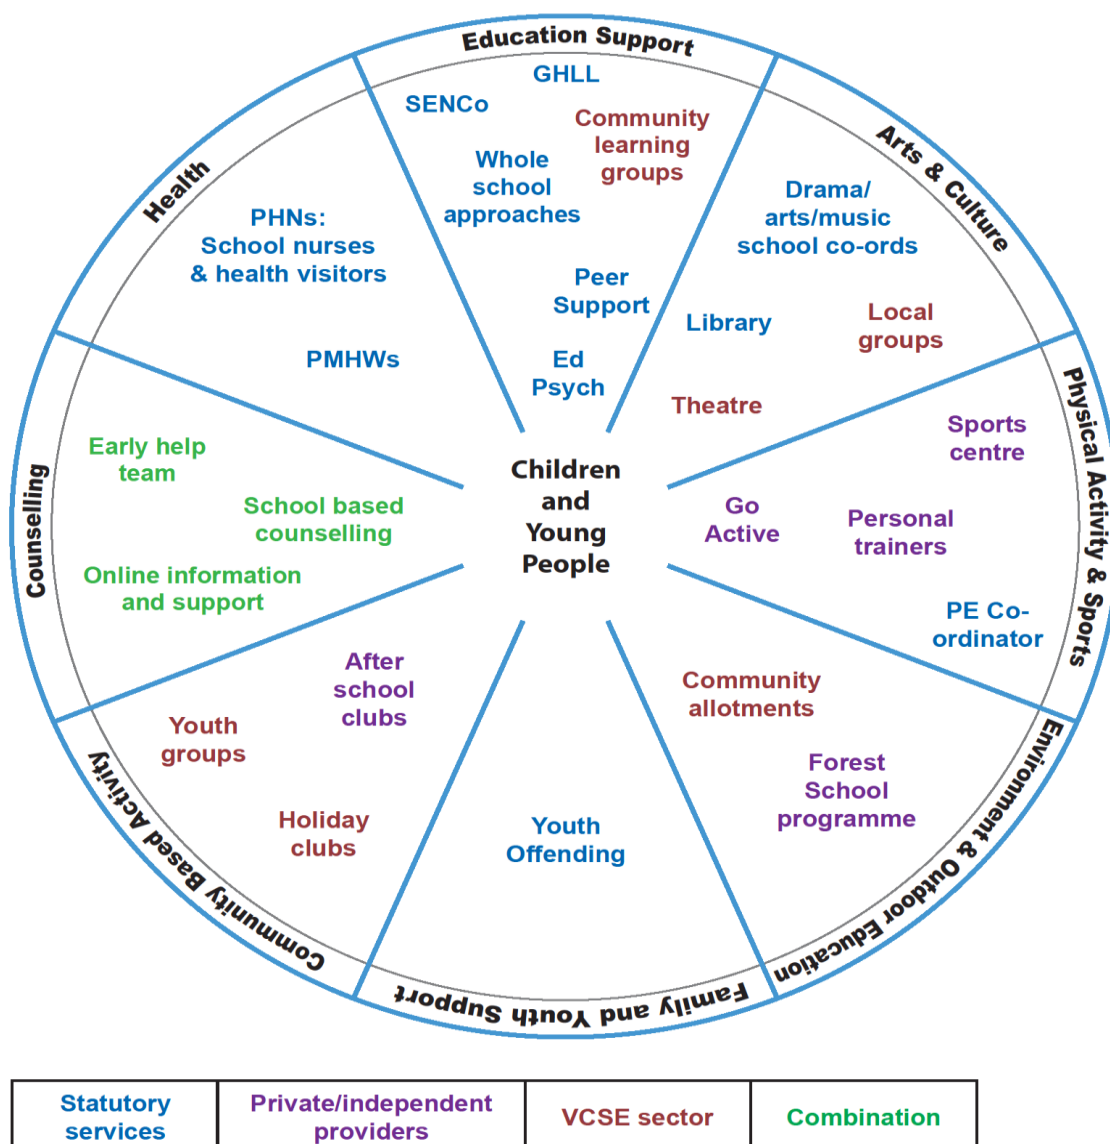 Education Support
GHLL
SENCo
Community
learning
groups
Whole
school
approaches
Peer
Support
Ed
Psych
Arts & Culture
Drama/
arts/music
school co-ords
Library
Local
groups
Theatre
Physical Activity & Sports
Sports
centre
Go
Active
Personal
trainers
PE Co-
ordinator
Environment & Outdoor Education
Community
allotments
Forest
School
programme
Family and Youth Support
Youth
Offending
Community Based Activity
After
school
clubs
Youth
groups
Holiday
clubs
Counselling
Early help
team
School based
counselling
Online information
and support
Health
PHNs:
School nurses
& health visitors
PMHWs
Children
and
Young
People
Statutory
services
Private/independent
providers
VCSE sector
Combination